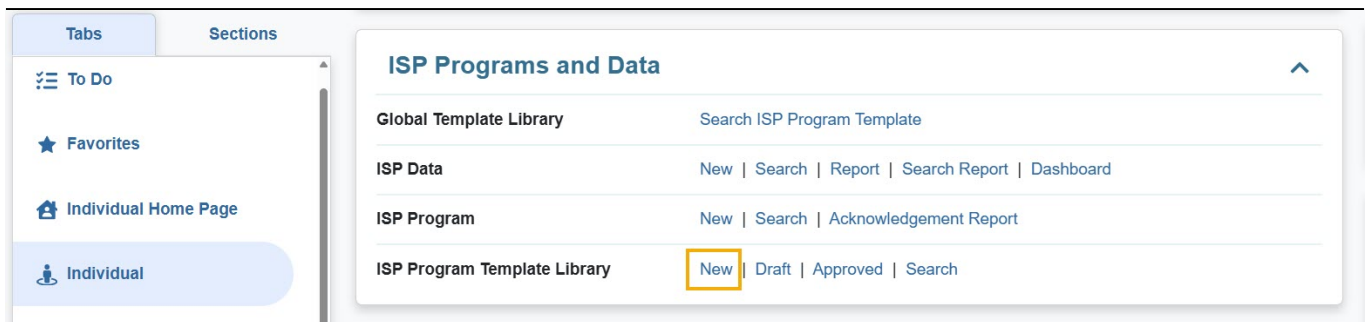 Tabs Sections
To Do
Favorites
Individual Home Page
Individual
ISP Programs and Data
Global Template Library Search ISP Program Template
ISP Data New | Search | Report | Search Report | Dashboard
ISP Program New | Search | Acknowledgement Report
ISP Program Template Library New | Draft | Approved | Search